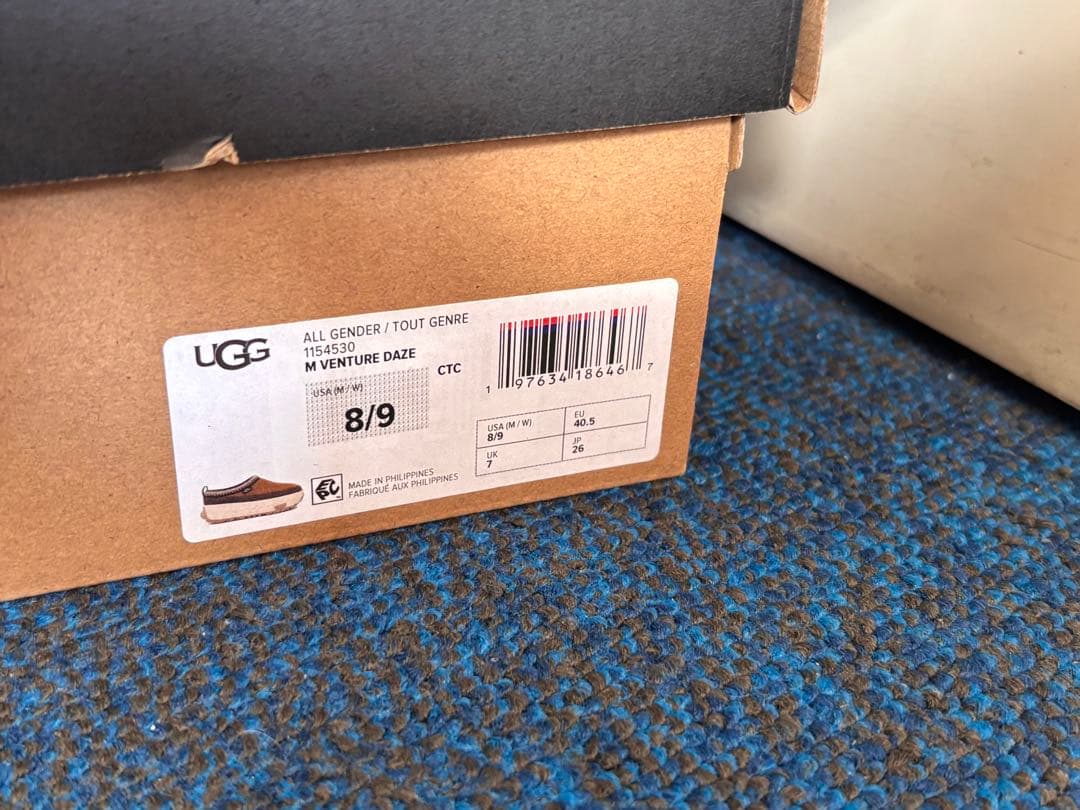 UGG
ALL GENDER / TOUT GENRE
1154530
M VENTURE DAZE
CTC
USA (M / W)
8/9
1 97634 18646 7
USA (M / W)
8/9
EU
40.5
UK
7
JP
26
MADE IN PHILIPPINES
FABRIQUÉ AUX PHILIPPINES